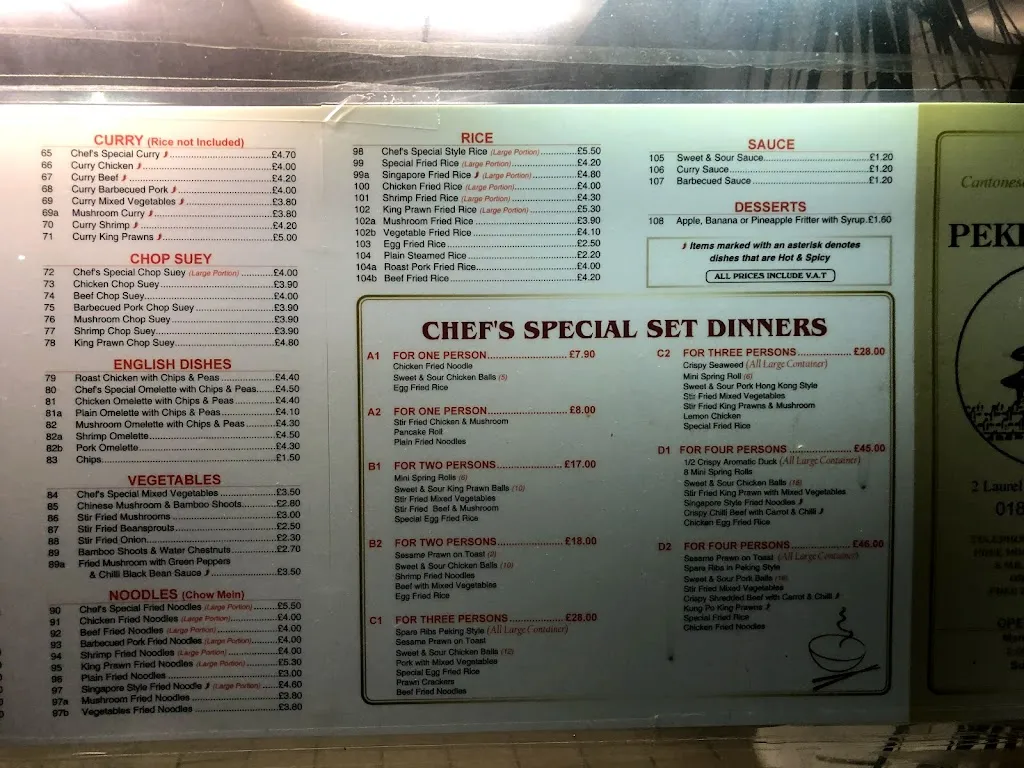 CURRY (Rice not Included)
65 Chef's Special Curry £4.70
66 Curry Chicken £4.00
67 Curry Beef £4.20
68 Curry Barbecued Pork £4.00
69 Curry Mixed Vegetables £3.80
69a Mushroom Curry £3.80
70 Curry Shrimp £4.20
71 Curry King Prawns £5.00
CHOP SUEY
72 Chef's Special Chop Suey (Large Portion) £4.00
73 Chicken Chop Suey £3.90
74 Beef Chop Suey £4.00
75 Barbecued Pork Chop Suey £3.90
76 Mushroom Chop Suey £3.90
77 Shrimp Chop Suey £3.90
78 King Prawn Chop Suey £4.80
ENGLISH DISHES
79 Roast Chicken with Chips & Peas £4.40
80 Chef's Special Omelette with Chips & Peas £4.50
81 Chicken Omelette with Chips & Peas £4.40
81a Plain Omelette with Chips & Peas £4.10
82 Mushroom Omelette with Chips & Peas £4.30
82a Shrimp Omelette £4.50
82b Pork Omelette £4.30
83 Chips £1.50
VEGETABLES
84 Chef's Special Mixed Vegetables £3.50
85 Chinese Mushroom & Bamboo Shoots £2.80
86 Stir Fried Mushrooms £3.00
87 Stir Fried Beansprouts £2.50
88 Stir Fried Onion £2.30
89 Bamboo Shoots & Water Chestnuts £2.70
89a Fried Mushroom with Green Peppers
& Chilli Black Bean Sauce £3.50
NOODLES (Chow Mein)
90 Chef's Special Fried Noodles (Large Portion) £5.50
91 Chicken Fried Noodles (Large Portion) £4.00
92 Beef Fried Noodles (Large Portion) £4.00
93 Barbecued Pork Fried Noodles (Large Portion) £4.00
94 Shrimp Fried Noodles (Large Portion) £4.00
95 King Prawn Fried Noodles (Large Portion) £5.30
96 Plain Fried Noodles £3.00
97 Singapore Style Fried Noodle (Large Portion) £4.60
97a Mushroom Fried Noodles £3.80
97b Vegetables Fried Noodles £3.80
RICE
98 Chef's Special Style Rice (Large Portion) £5.50
99 Special Fried Rice (Large Portion) £4.20
99a Singapore Fried Rice (Large Portion) £4.80
100 Chicken Fried Rice (Large Portion) £4.00
101 Shrimp Fried Rice (Large Portion) £4.30
102 King Prawn Fried Rice (Large Portion) £5.30
102a Mushroom Fried Rice £3.90
102b Vegetable Fried Rice £4.10
103 Egg Fried Rice £2.50
104 Plain Steamed Rice £2.20
104a Roast Pork Fried Rice £4.00
104b Beef Fried Rice £4.20
SAUCE
105 Sweet & Sour Sauce £1.20
106 Curry Sauce £1.20
107 Barbecued Sauce £1.20
DESSERTS
108 Apple, Banana or Pineapple Fritter with Syrup £1.60
Items marked with an asterisk denotes
dishes that are Hot & Spicy
ALL PRICES INCLUDE V.A.T
CHEF'S SPECIAL SET DINNERS
A1 FOR ONE PERSON £7.90
Chicken Fried Noodle
Sweet & Sour Chicken Balls (5)
Egg Fried Rice
A2 FOR ONE PERSON £8.00
Stir Fried Chicken & Mushroom
Pancake Roll
Plain Fried Noodles
B1 FOR TWO PERSONS £17.00
Mini Spring Rolls (6)
Sweet & Sour King Prawn Balls (10)
Stir Fried Mixed Vegetables
Stir Fried Beef & Mushroom
Special Egg Fried Rice
B2 FOR TWO PERSONS £18.00
Sesame Prawn on Toast (2)
Sweet & Sour Chicken Balls (10)
Shrimp Fried Noodles
Beef with Mixed Vegetables
Egg Fried Rice
C1 FOR THREE PERSONS £28.00
Spare Ribs Peking Style (All Large Container)
Sesame Prawn on Toast
Sweet & Sour Chicken Balls (12)
Pork with Mixed Vegetables
Special Egg Fried Rice
Prawn Crackers
Beef Fried Noodles
C2 FOR THREE PERSONS £28.00
Crispy Seaweed (All Large Container)
Mini Spring Roll (6)
Sweet & Sour Pork Hong Kong Style
Stir Fried Mixed Vegetables
Stir Fried King Prawns & Mushroom
Lemon Chicken
Special Fried Rice
D1 FOR FOUR PERSONS £45.00
1/2 Crispy Aromatic Duck (All Large Container)
8 Mini Spring Rolls
Sweet & Sour Chicken Balls (16)
Stir Fried King Prawn with Mixed Vegetables
Singapore Style Fried Noodles
Crispy Chilli Beef with Carrot & Chilli
Chicken Egg Fried Rice
D2 FOR FOUR PERSONS £46.00
Sesame Prawn on Toast (All Large Container)
Spare Ribs in Peking Style
Sweet & Sour Pork Balls (16)
Stir Fried Mixed Vegetables
Crispy Shredded Beef with Carrot & Chilli
Kung Po King Prawns
Special Fried Rice
Chicken Fried Noodles
Cantonese
PEKI
2 Laurel
018
TELEPHO